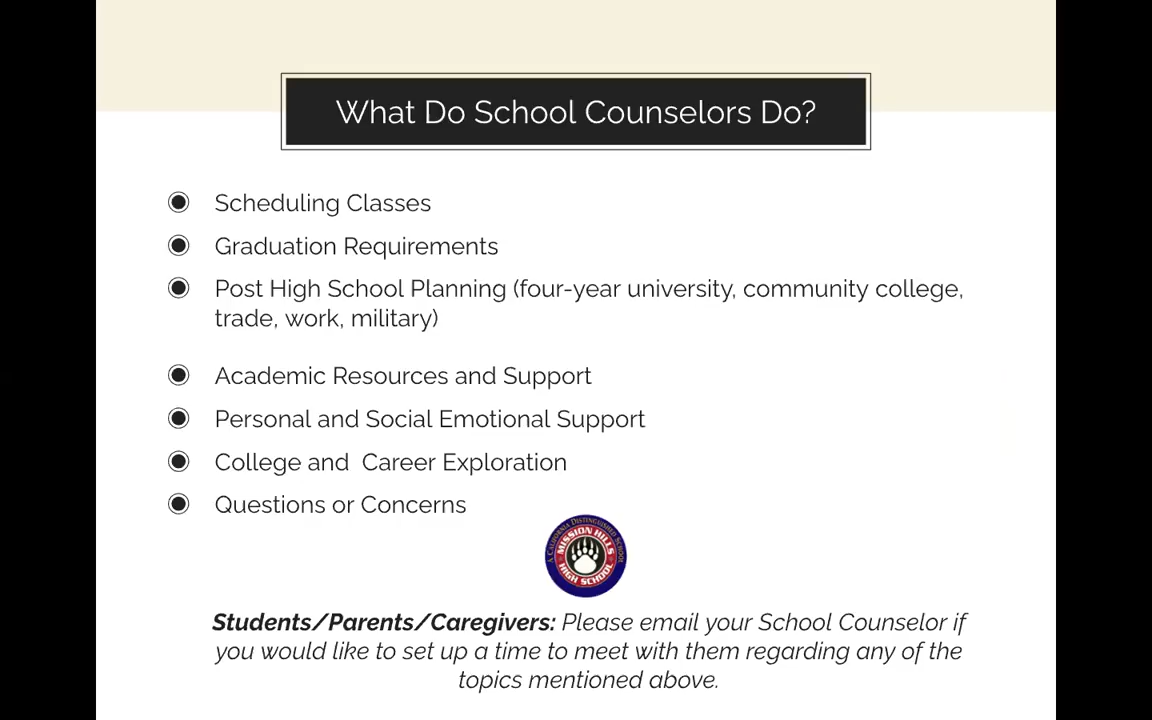 What Do School Counselors Do?
Scheduling Classes
Graduation Requirements
Post High School Planning (four-year university, community college,
trade, work, military)
Academic Resources and Support
Personal and Social Emotional Support
College and  Career Exploration
Questions or Concerns
A CALIFORNIA DISTINGUISHED SCHOOL
MISSION HILLS
HIGH SCHOOL
Students/Parents/Caregivers: Please email your School Counselor if
you would like to set up a time to meet with them regarding any of the
topics mentioned above.